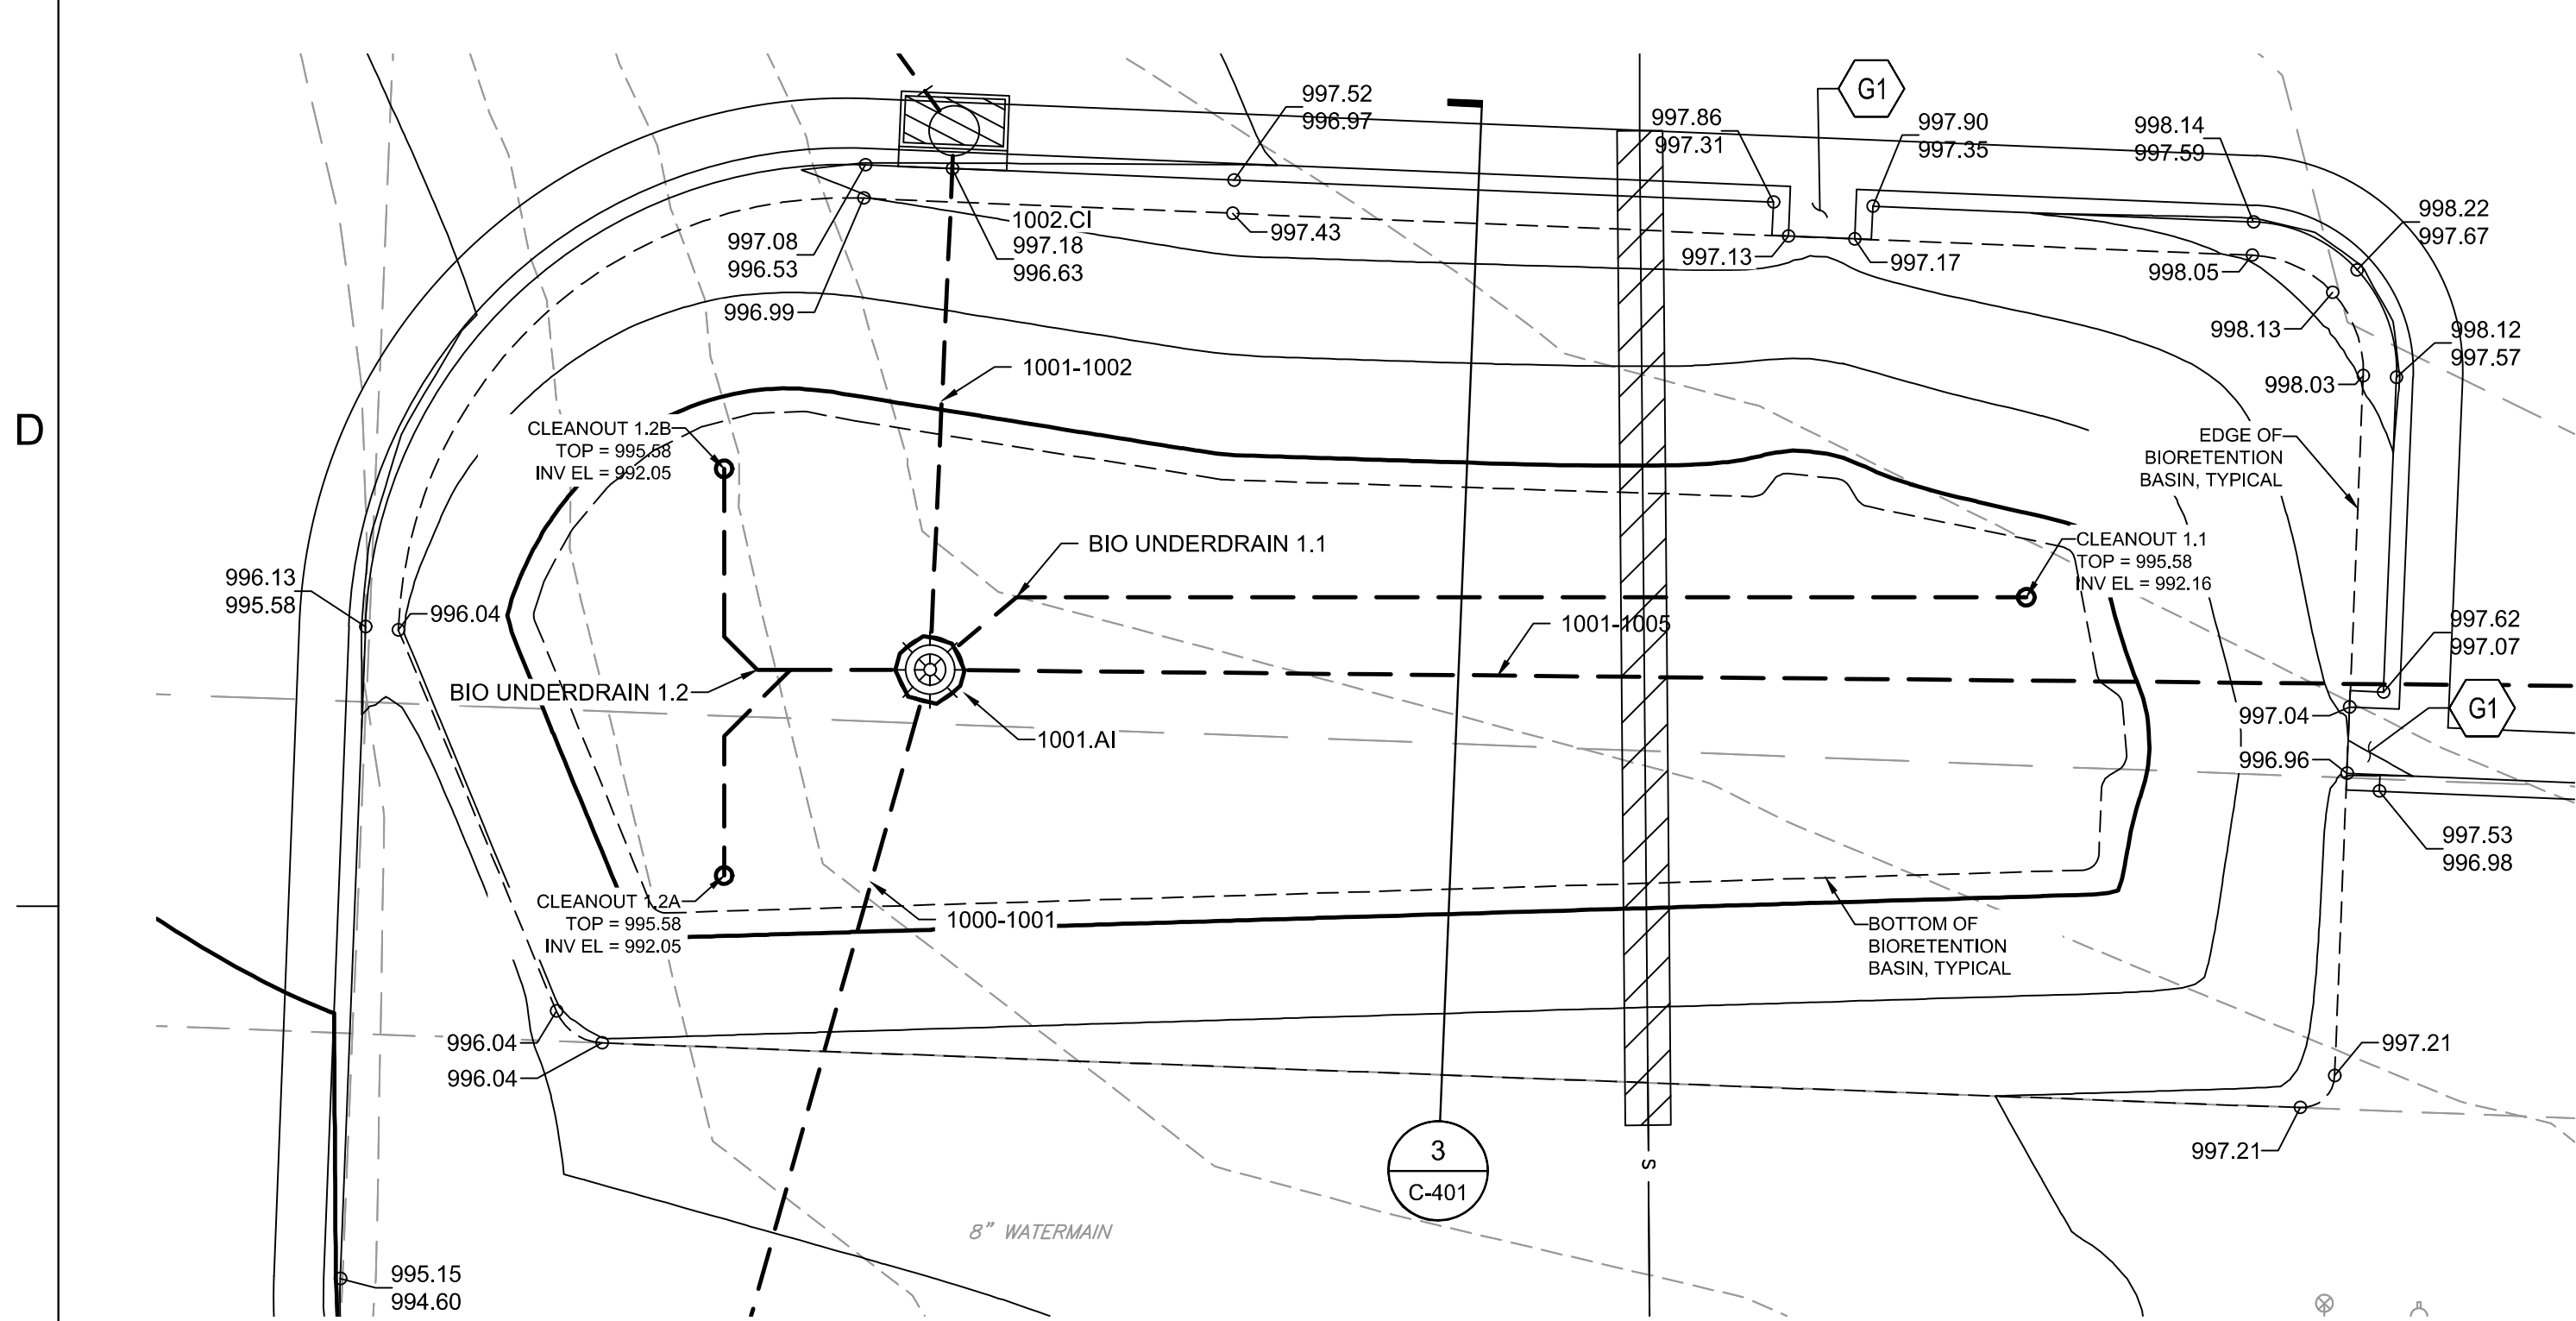 997.52
996.97
G1
997.86
997.31
997.90
997.35
998.14
997.59
998.22
997.67
1002.CI
997.18
996.63
997.08
996.53
996.99
997.43
997.13
997.17
998.05
998.13
998.12
997.57
998.03
1001-1002
D
CLEANOUT 1.2B
TOP = 995.58
INV EL = 992.05
EDGE OF
BIORETENTION
BASIN, TYPICAL
BIO UNDERDRAIN 1.1
CLEANOUT 1.1
TOP = 995.58
INV EL = 992.16
996.13
995.58
996.04
1001-1005
997.62
997.07
BIO UNDERDRAIN 1.2
1001.AI
997.04
G1
996.96
997.53
996.98
CLEANOUT 1.2A
TOP = 995.58
INV EL = 992.05
1000-1001
BOTTOM OF
BIORETENTION
BASIN, TYPICAL
996.04
996.04
997.21
997.21
3
C-401
S
8" WATERMAIN
995.15
994.60